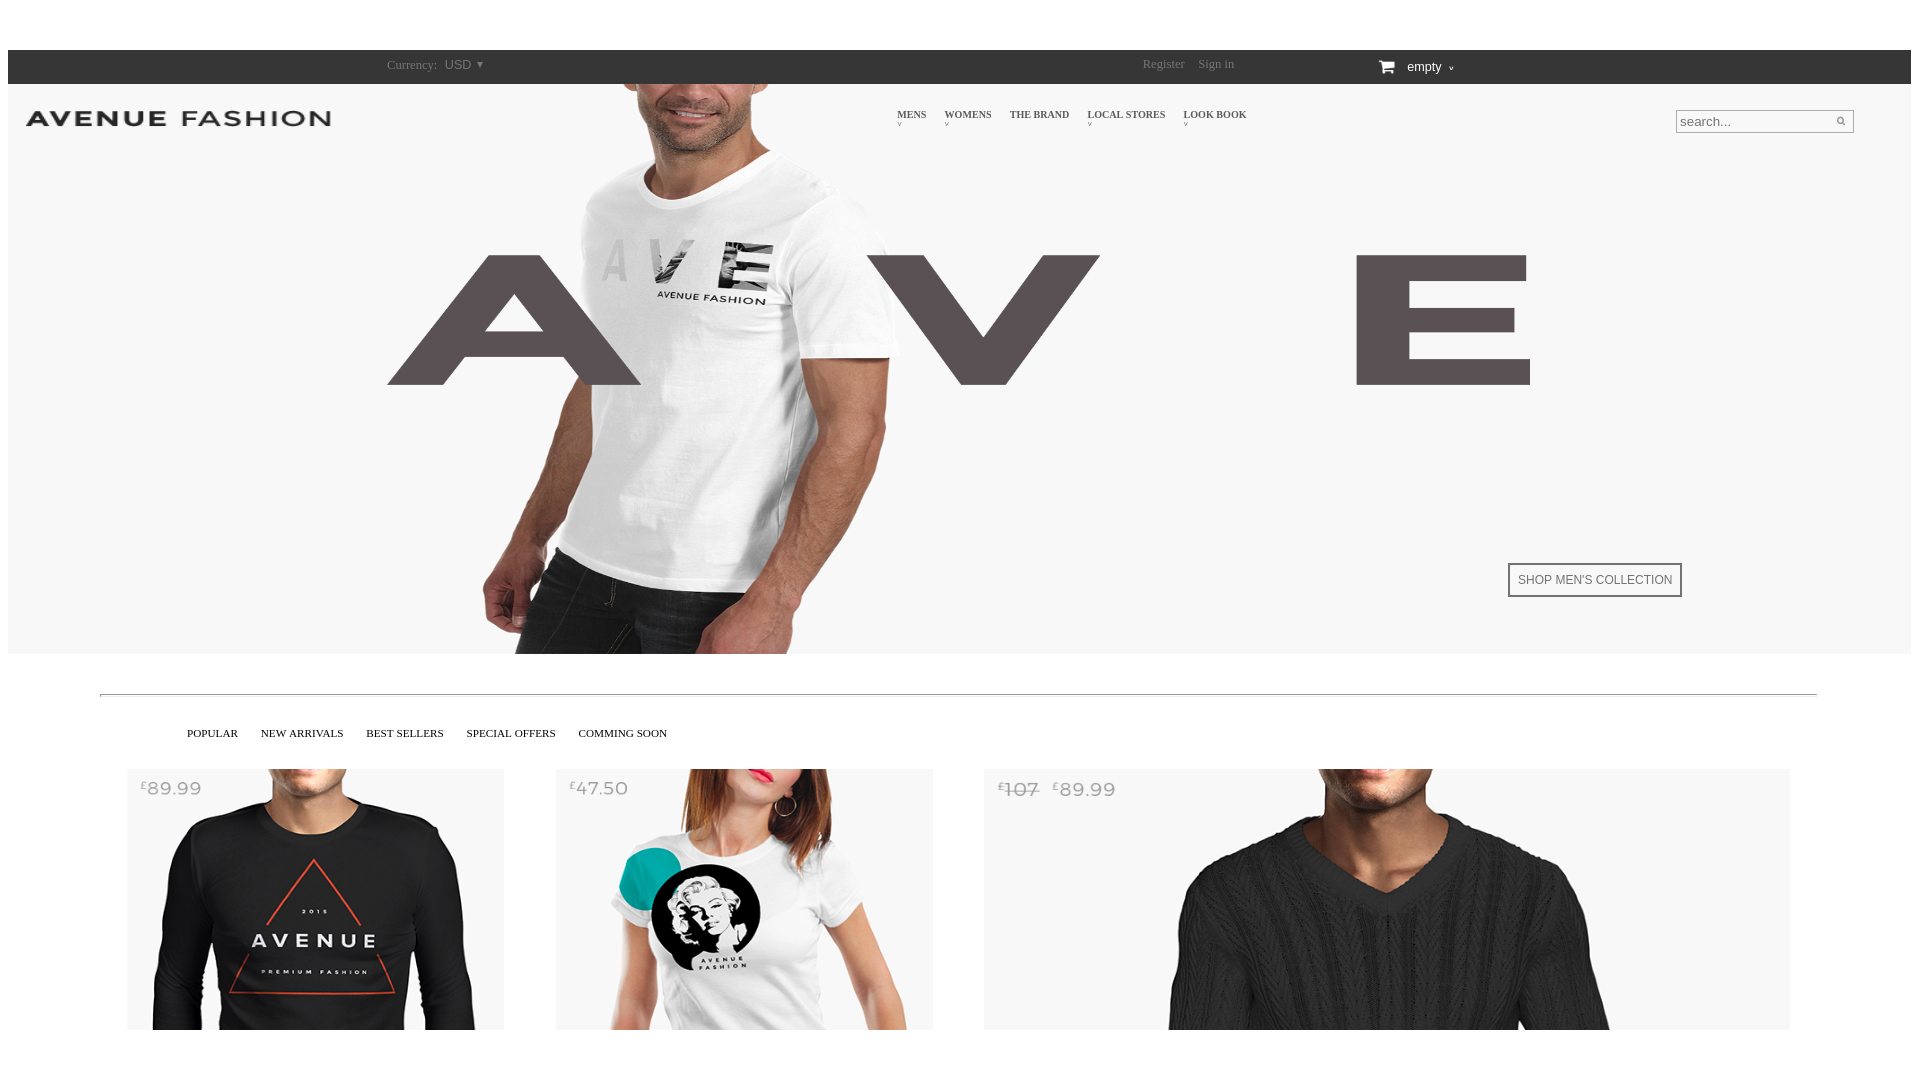 Currency: USD ▼
Register Sign in
empty v
AVENUE FASHION
MENS v
WOMENS v
THE BRAND
LOCAL STORES v
LOOK BOOK v
search...
AVE
AVENUE FASHION
A V E
SHOP MEN'S COLLECTION
POPULAR NEW ARRIVALS BEST SELLERS SPECIAL OFFERS COMMING SOON
£89.99
2015
AVENUE
PREMIUM FASHION
£47.50
AVENUE
FASHION
£107 £89.99